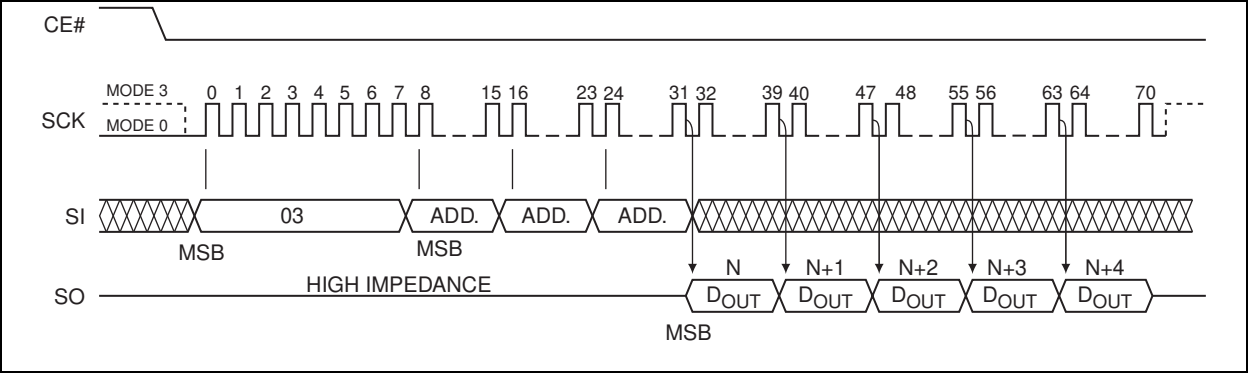 CE#
MODE 3
0 1 2 3 4 5 6 7 8 15 16 23 24 31 32 39 40 47 48 55 56 63 64 70
SCK
MODE 0
SI
03
ADD.
ADD.
ADD.
MSB
MSB
N
N+1
N+2
N+3
N+4
SO
HIGH IMPEDANCE
DOUT
DOUT
DOUT
DOUT
DOUT
MSB